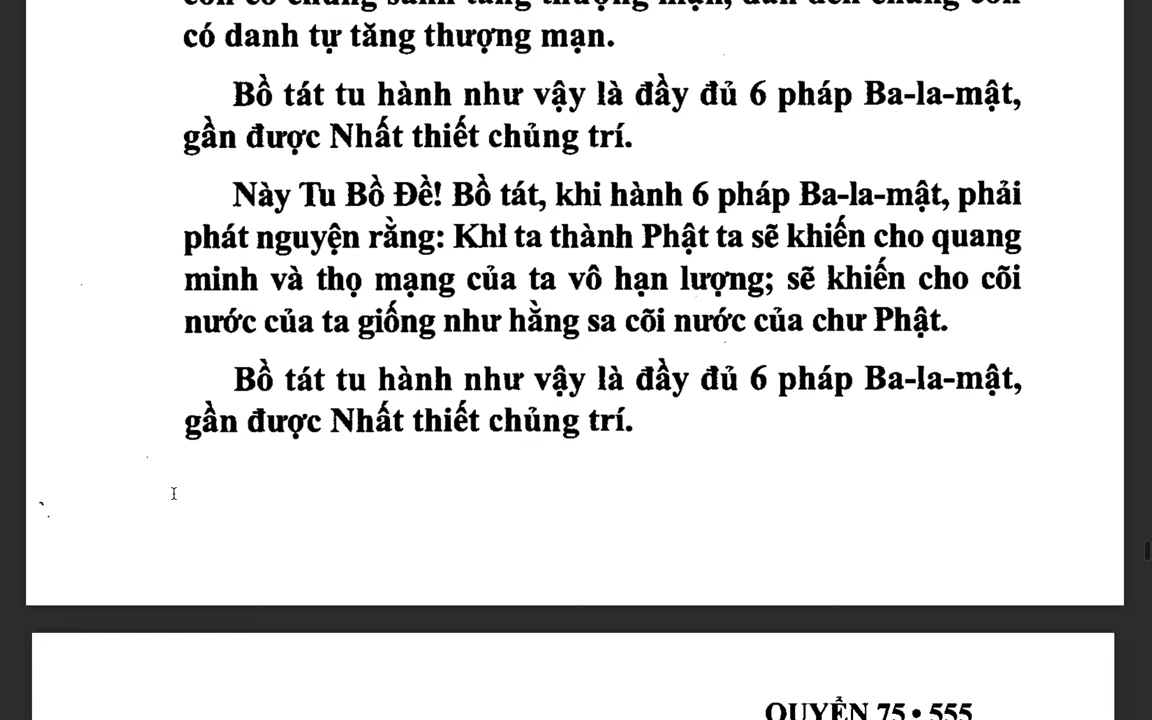 có danh tự tăng thượng mạn.
Bồ tát tu hành như vậy là đầy đủ 6 pháp Ba-la-mật,
gần được Nhất thiết chủng trí.
Này Tu Bồ Đề! Bồ tát, khi hành 6 pháp Ba-la-mật, phải
phát nguyện rằng: Khi ta thành Phật ta sẽ khiến cho quang
minh và thọ mạng của ta vô hạn lượng; sẽ khiến cho cõi
nước của ta giống như hằng sa cõi nước của chư Phật.
Bồ tát tu hành như vậy là đầy đủ 6 pháp Ba-la-mật,
gần được Nhất thiết chủng trí.
QUYỂN 75 • 555